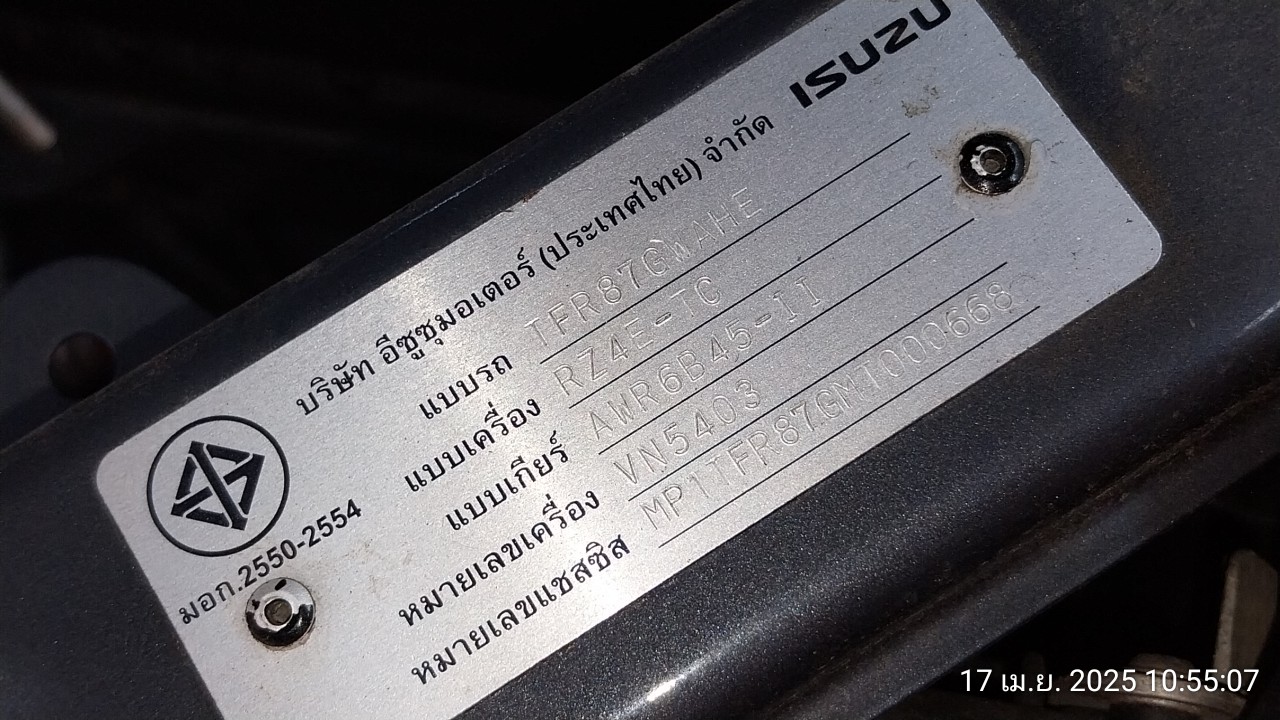 ISUZU
บริษัท อีซูซุมอเตอร์ (ประเทศไทย) จำกัด
แบบรถ TFR87GWAHE
แบบเครื่อง RZ4E-TC
แบบเกียร์ AWR6B45-II
หมายเลขเครื่อง VN5403
หมายเลขแชสซิส MP1TFR87GMT000668
มอก.2550-2554
17 เม.ย. 2025 10:55:07